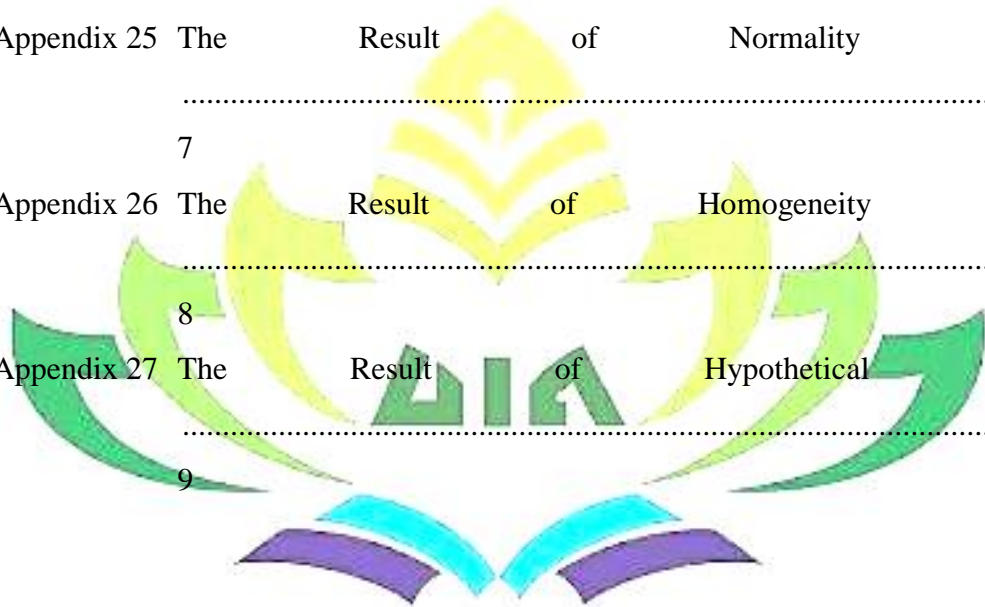 Appendix 25 The Result of Normality
................................................................................................................
7
Appendix 26 The Result of Homogeneity
................................................................................................................
8
Appendix 27 The Result of Hypothetical
................................................................................................................
9